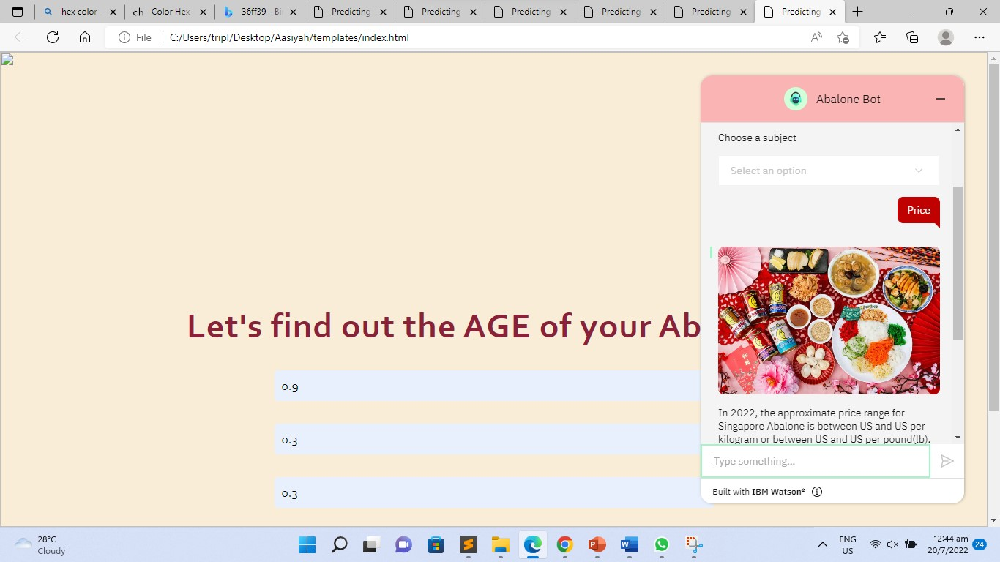 hex color -
Color Hex
36ff39 - Bi
Predicting
Predicting
Predicting
Predicting
Predicting
Predicting
File
C:/Users/tripl/Desktop/Aasiyah/templates/index.html
Abalone Bot
Choose a subject
Select an option
Price
Let's find out the AGE of your Ab
0.9
0.3
0.3
In 2022, the approximate price range for
Singapore Abalone is between US and US per
kilogram or between US and US per pound(lb).
Type something...
Built with IBM Watson®
28°C
Cloudy
ENG
US
12:44 am
20/7/2022
24